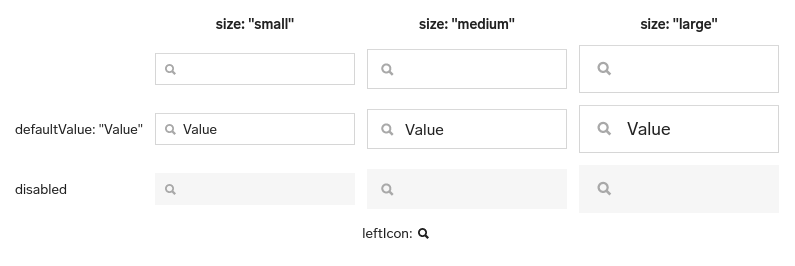 size: "small" size: "medium" size: "large"
defaultValue: "Value" Value Value Value
disabled
leftIcon: